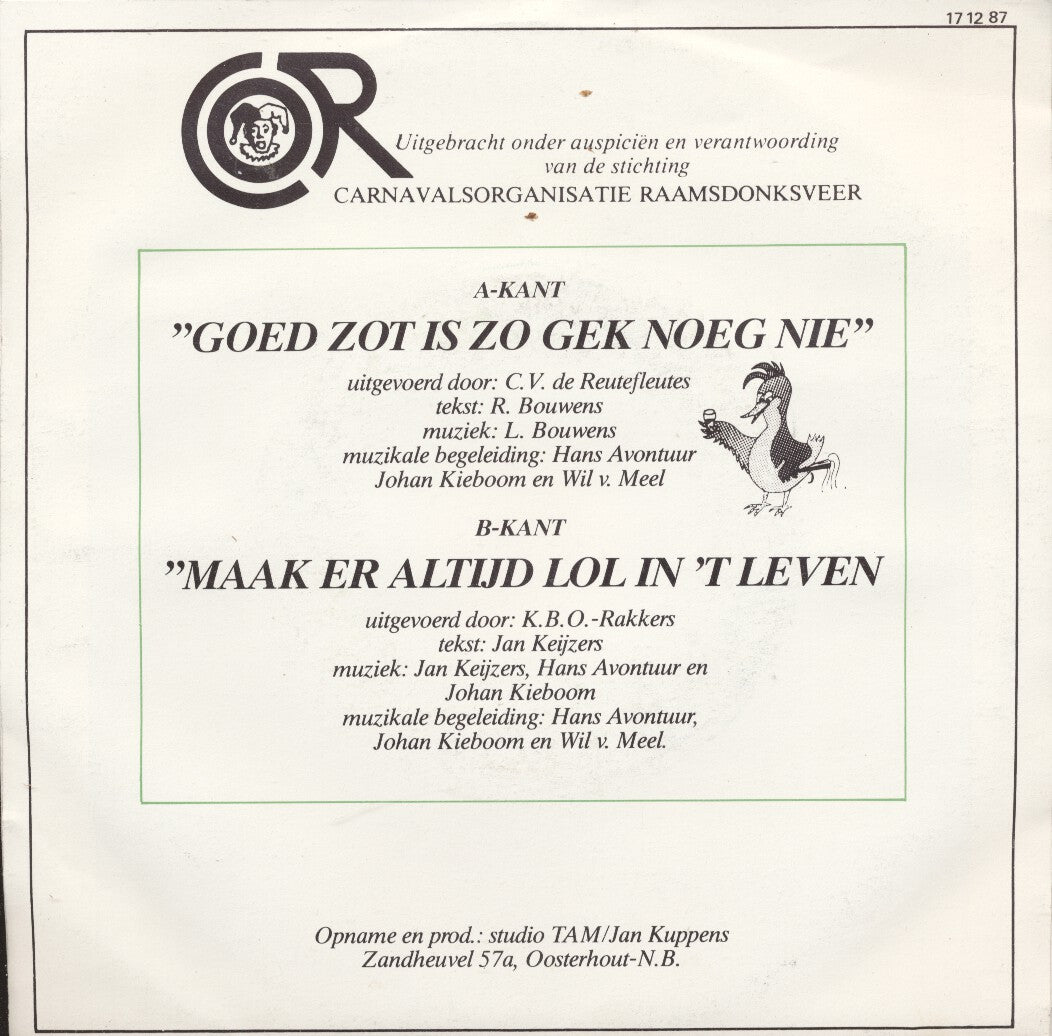 17 12 87
COR
Uitgebracht onder auspiciën en verantwoording
van de stichting
CARNAVALSORGANISATIE RAAMSDONKSVEER
A-KANT
”GOED ZOT IS ZO GEK NOEG NIE”
uitgevoerd door: C.V. de Reutefleutes
tekst: R. Bouwens
muziek: L. Bouwens
muzikale begeleiding: Hans Avontuur
Johan Kieboom en Wil v. Meel
B-KANT
”MAAK ER ALTIJD LOL IN ’T LEVEN
uitgevoerd door: K.B.O.-Rakkers
tekst: Jan Keijzers
muziek: Jan Keijzers, Hans Avontuur en
Johan Kieboom
muzikale begeleiding: Hans Avontuur,
Johan Kieboom en Wil v. Meel.
Opname en prod.: studio TAM/Jan Kuppens
Zandheuvel 57a, Oosterhout-N.B.